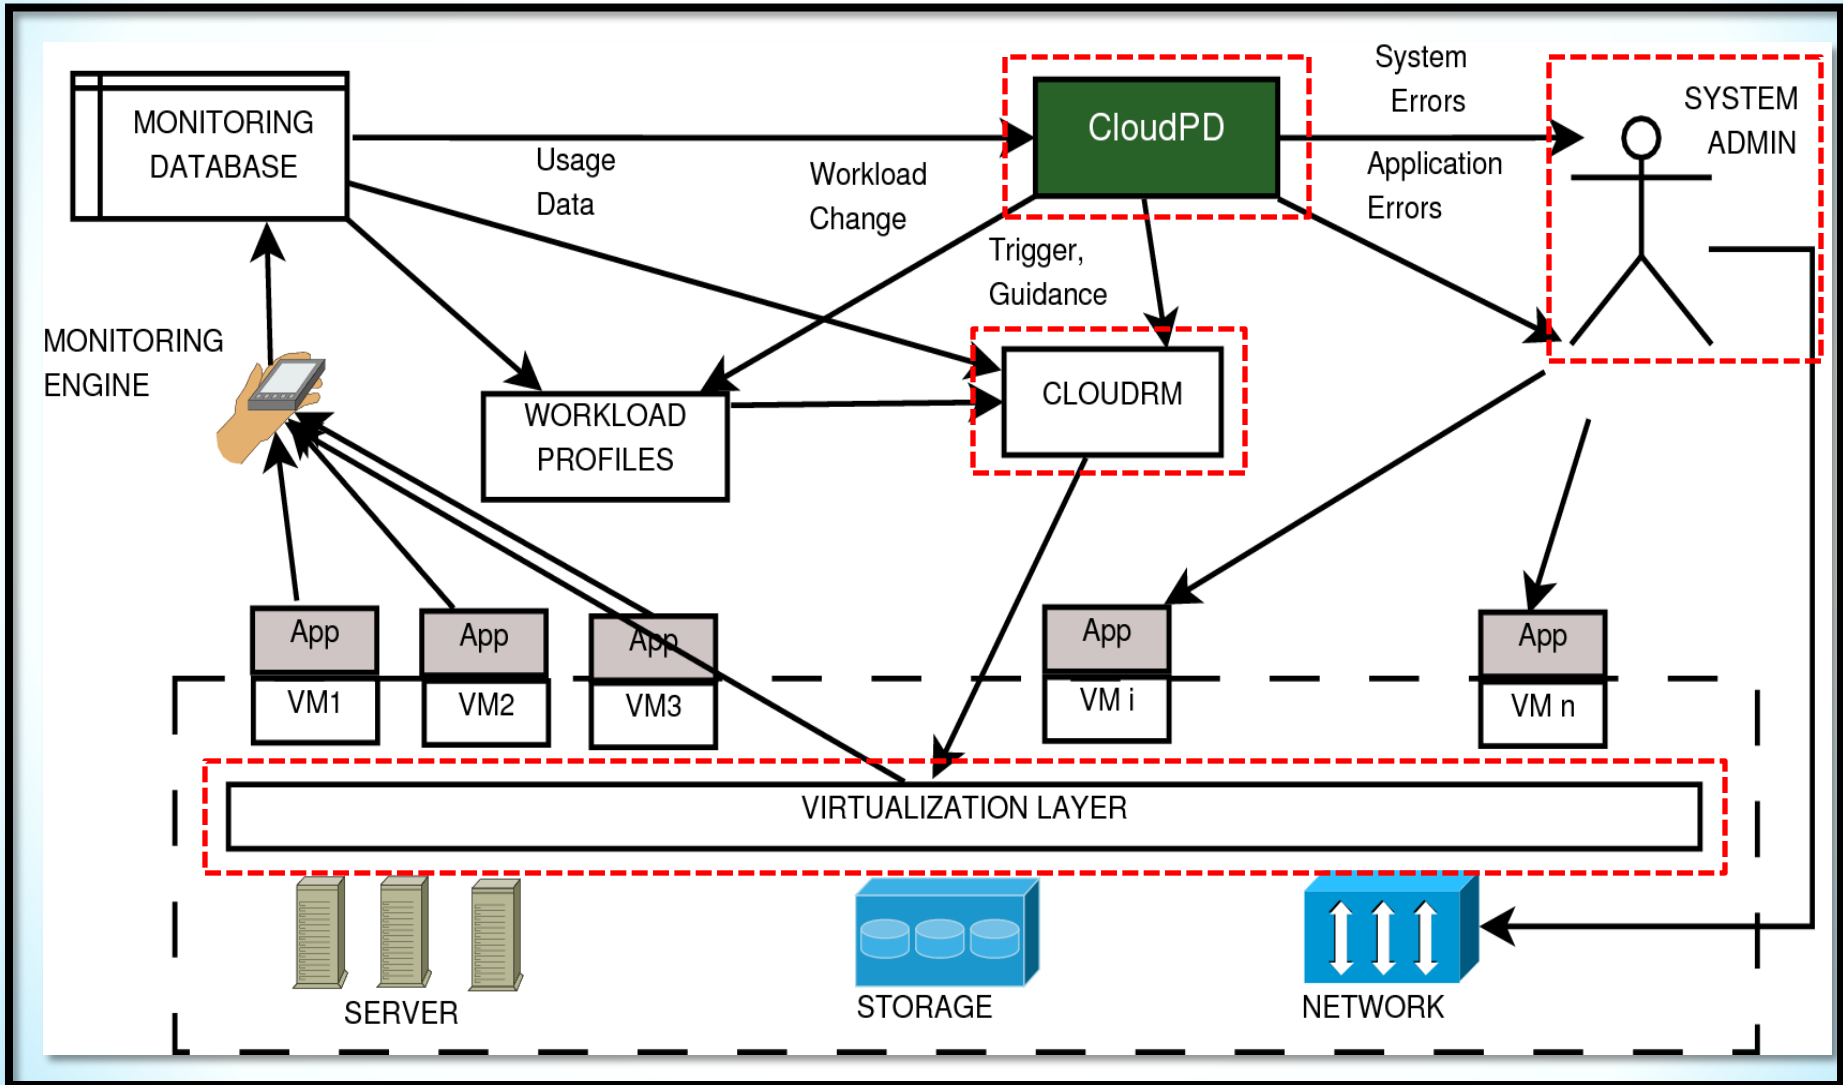 MONITORING
DATABASE
Usage
Data
Workload
Change
CloudPD
System
Errors
Application
Errors
SYSTEM
ADMIN
Trigger,
Guidance
MONITORING
ENGINE
WORKLOAD
PROFILES
CLOUDRM
App
VM1
App
VM2
App
VM3
App
VM i
App
VM n
VIRTUALIZATION LAYER
SERVER
STORAGE
NETWORK